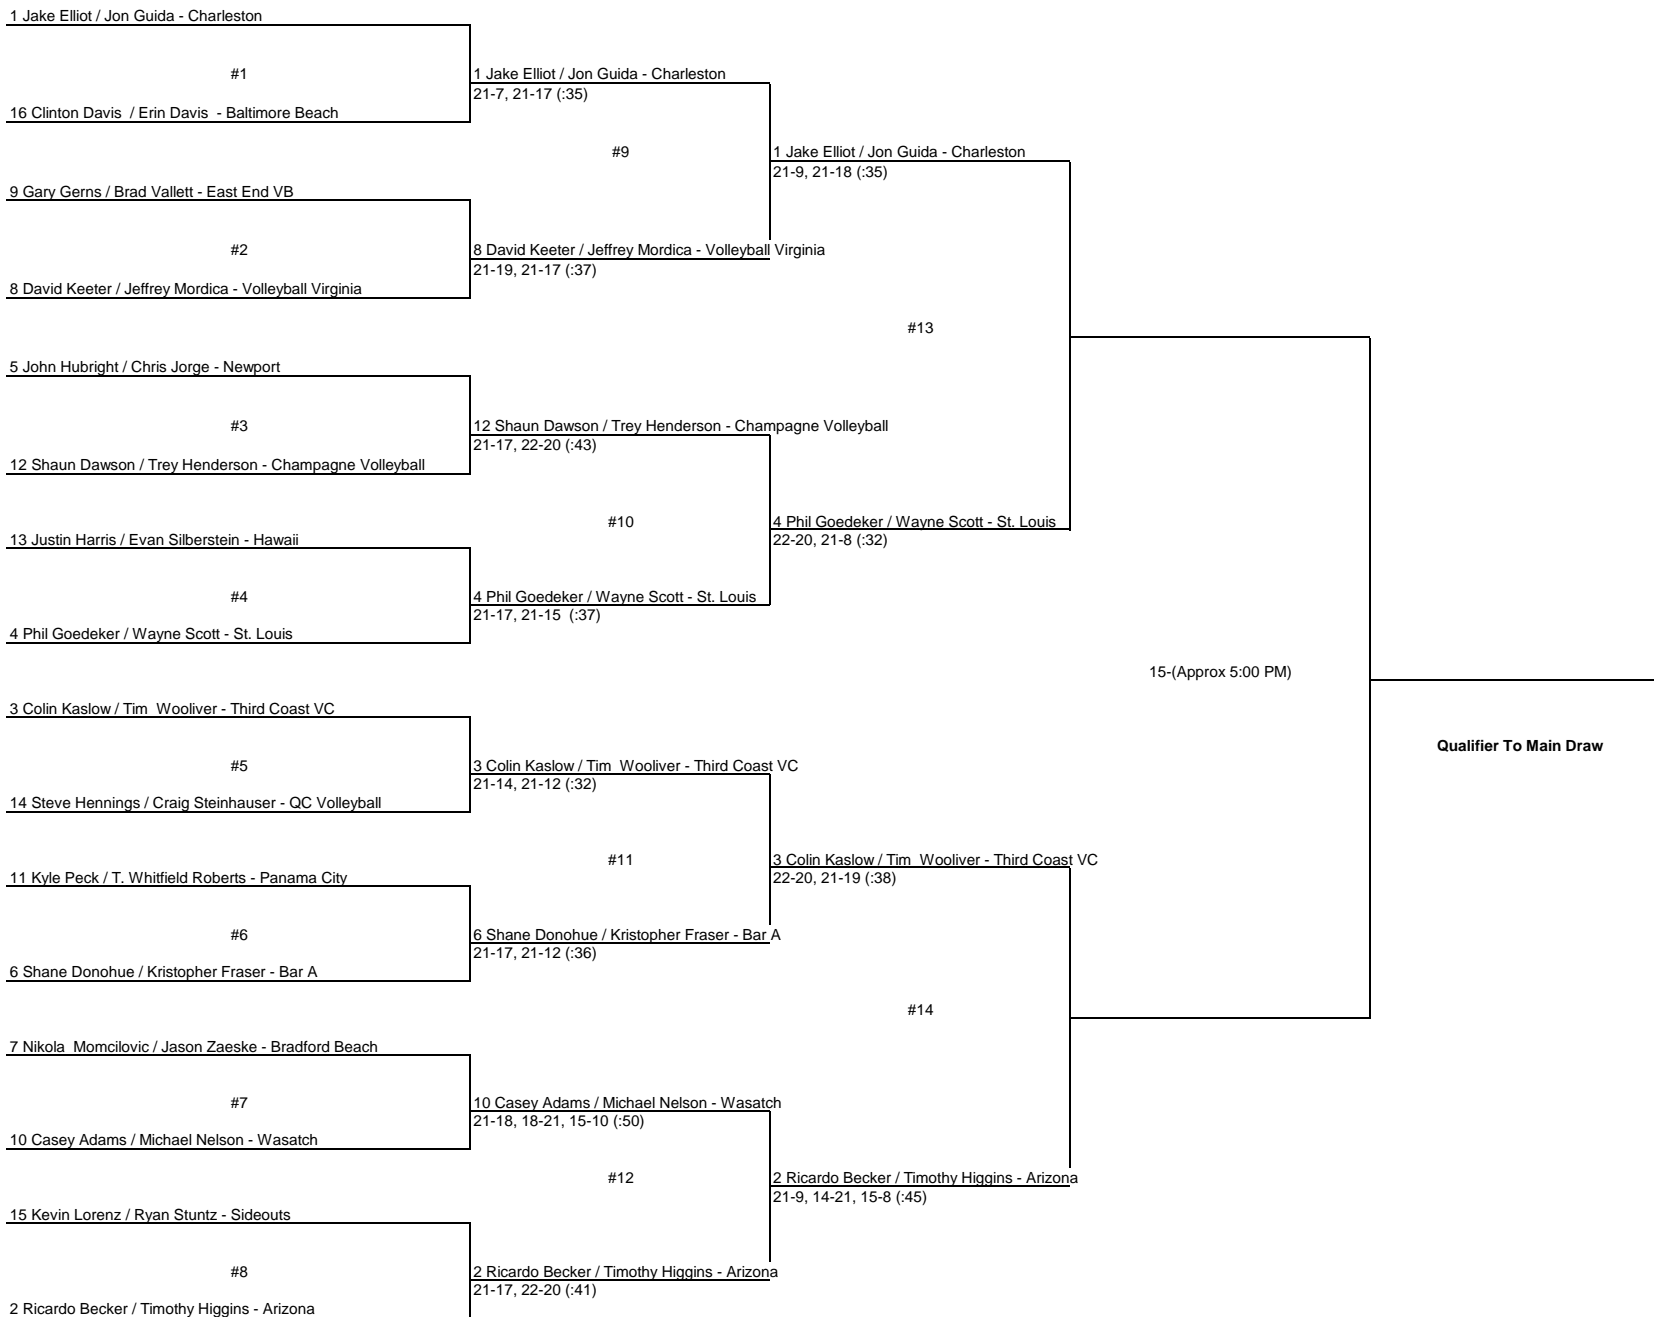 1 Jake Elliot / Jon Guida - Charleston
#1
1 Jake Elliot / Jon Guida - Charleston
21-7, 21-17 (:35)
16 Clinton Davis  / Erin Davis  - Baltimore Beach
#9
1 Jake Elliot / Jon Guida - Charleston
21-9, 21-18 (:35)
9 Gary Gerns / Brad Vallett - East End VB
#2
8 David Keeter / Jeffrey Mordica - Volleyball Virginia
21-19, 21-17 (:37)
8 David Keeter / Jeffrey Mordica - Volleyball Virginia
#13
5 John Hubright / Chris Jorge - Newport
#3
12 Shaun Dawson / Trey Henderson - Champagne Volleyball
21-17, 22-20 (:43)
12 Shaun Dawson / Trey Henderson - Champagne Volleyball
#10
4 Phil Goedeker / Wayne Scott - St. Louis
22-20, 21-8 (:32)
13 Justin Harris / Evan Silberstein - Hawaii
#4
4 Phil Goedeker / Wayne Scott - St. Louis
21-17, 21-15  (:37)
4 Phil Goedeker / Wayne Scott - St. Louis
15-(Approx 5:00 PM)
3 Colin Kaslow / Tim  Wooliver - Third Coast VC
Qualifier To Main Draw
#5
3 Colin Kaslow / Tim  Wooliver - Third Coast VC
21-14, 21-12 (:32)
14 Steve Hennings / Craig Steinhauser - QC Volleyball
#11
3 Colin Kaslow / Tim  Wooliver - Third Coast VC
22-20, 21-19 (:38)
11 Kyle Peck / T. Whitfield Roberts - Panama City
#6
6 Shane Donohue / Kristopher Fraser - Bar A
21-17, 21-12 (:36)
6 Shane Donohue / Kristopher Fraser - Bar A
#14
7 Nikola  Momcilovic / Jason Zaeske - Bradford Beach
#7
10 Casey Adams / Michael Nelson - Wasatch
21-18, 18-21, 15-10 (:50)
10 Casey Adams / Michael Nelson - Wasatch
#12
2 Ricardo Becker / Timothy Higgins - Arizona
21-9, 14-21, 15-8 (:45)
15 Kevin Lorenz / Ryan Stuntz - Sideouts
#8
2 Ricardo Becker / Timothy Higgins - Arizona
21-17, 22-20 (:41)
2 Ricardo Becker / Timothy Higgins - Arizona